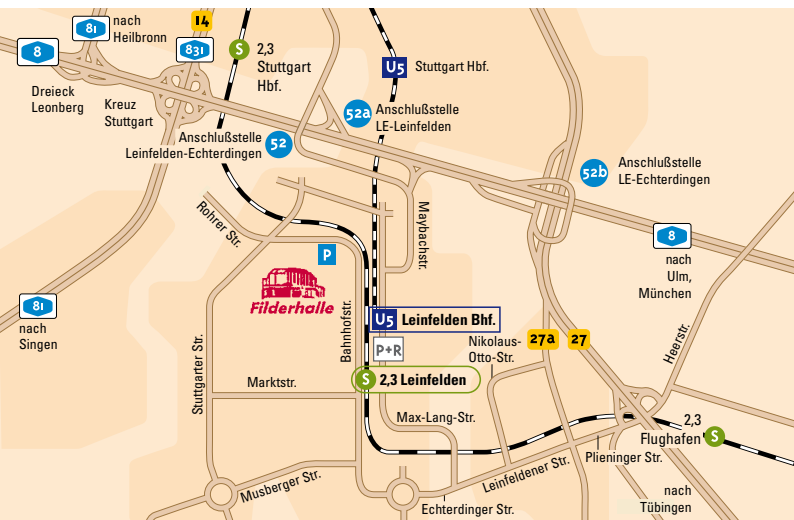 14
81
nach
Heilbronn
831
8
S
2,3
Stuttgart
Hbf.
U5
Stuttgart Hbf.
Dreieck
Leonberg
Kreuz
Stuttgart
52a
Anschlußstelle
LE-Leinfelden
Anschlußstelle
Leinfelden-Echterdingen
52
52b
Anschlußstelle
LE-Echterdingen
Rohrer Str.
Maybachstr.
8
nach
Ulm,
München
P
Filderhalle
81
nach
Singen
Stuttgarter Str.
Bahnhofstr.
U5 Leinfelden Bhf.
P+R
Nikolaus-
Otto-Str.
27a
27
Heerstr.
Marktstr.
S 2,3 Leinfelden
Max-Lang-Str.
2,3
Flughafen S
Plieninger Str.
Leinfeldener Str.
Musberger Str.
Echterdinger Str.
nach
Tübingen